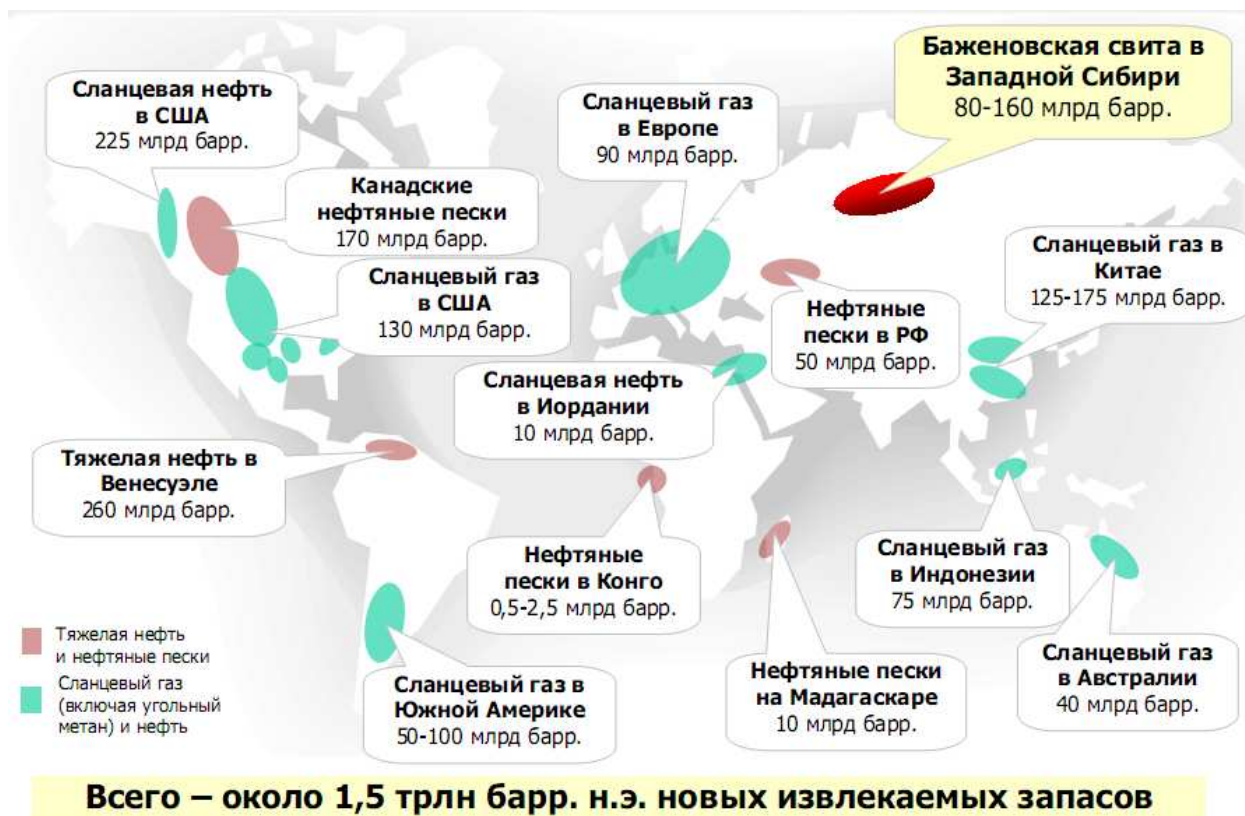 Баженовская свита в
Западной Сибири
80-160 млрд барр.
Сланцевая нефть
в США
225 млрд барр.
Сланцевый газ
в Европе
90 млрд барр.
Канадские
нефтяные пески
170 млрд барр.
Сланцевый газ в
Китае
125-175 млрд барр.
Сланцевый газ
в США
130 млрд барр.
Нефтяные
пески в РФ
50 млрд барр.
Сланцевая нефть
в Иордании
10 млрд барр.
Тяжелая нефть в
Венесуэле
260 млрд барр.
Нефтяные
пески в Конго
0,5-2,5 млрд барр.
Сланцевый газ
в Индонезии
75 млрд барр.
Тяжелая нефть
и нефтяные пески
Сланцевый газ
(включая угольный
метан) и нефть
Сланцевый газ в
Южной Америке
50-100 млрд барр.
Нефтяные пески
на Мадагаскаре
10 млрд барр.
Сланцевый газ
в Австралии
40 млрд барр.
Всего – около 1,5 трлн барр. н.э. новых извлекаемых запасов